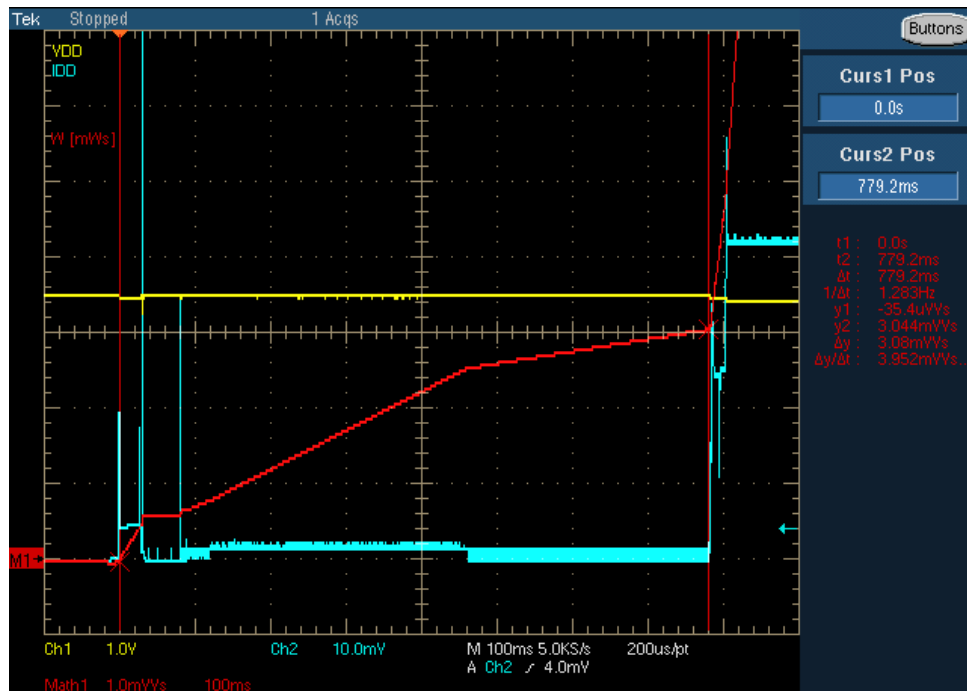 Tek Stopped 1 Acqs
Buttons
VDD
IDD
W [mWs]
M1
Curs1 Pos
0.0s
Curs2 Pos
779.2ms
t1 : 0.0s
t2 : 779.2ms
Δt : 779.2ms
1/Δt : 1.283Hz
y1 : -35.4uVVs
y2 : 3.044mVVs
Δy : 3.08mVVs
Δy/Δt : 3.952mVVs..
Ch1 1.0V Ch2 10.0mV M 100ms 5.0KS/s 200us/pt
A Ch2 ∕ 4.0mV
Math1 1.0mVVs 100ms